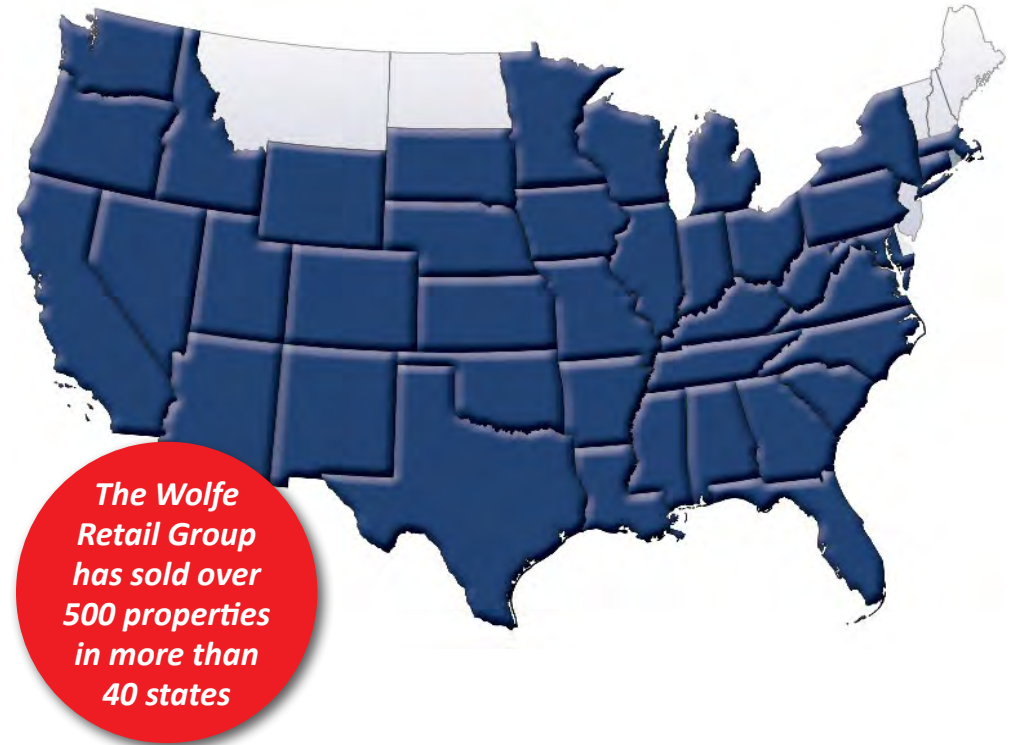 The Wolfe
Retail Group
has sold over
500 properties
in more than
40 states